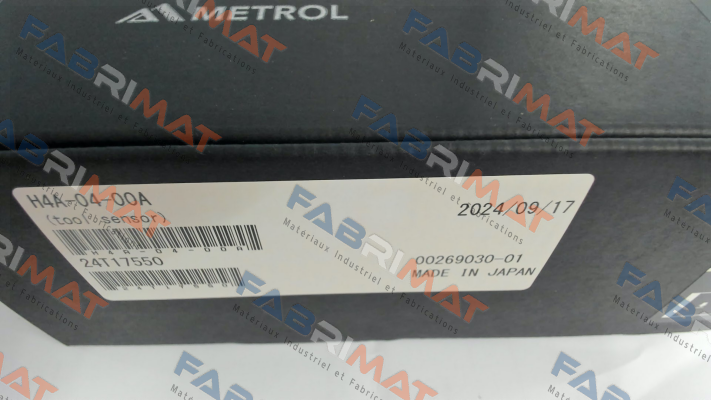 METROL
H4A-04-00A
(tool sensor)
2024/09/17
24T17550
00269030-01
MADE IN JAPAN
FABRIMAT
Materiaux Industriel et Fabrications